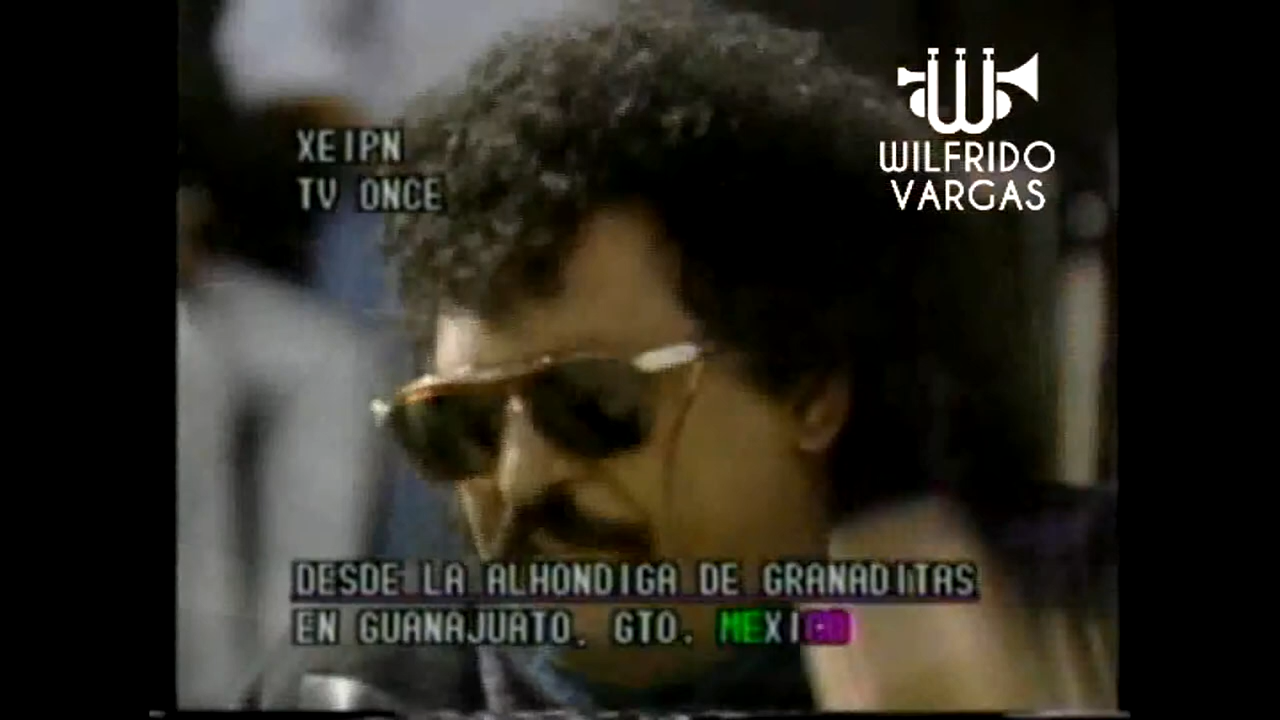 XEIPN
TV ONCE
WILFRIDO
VARGAS
DESDE LA ALHONDIGA DE GRANADITAS
EN GUANAJUATO. GTO. MEXICO